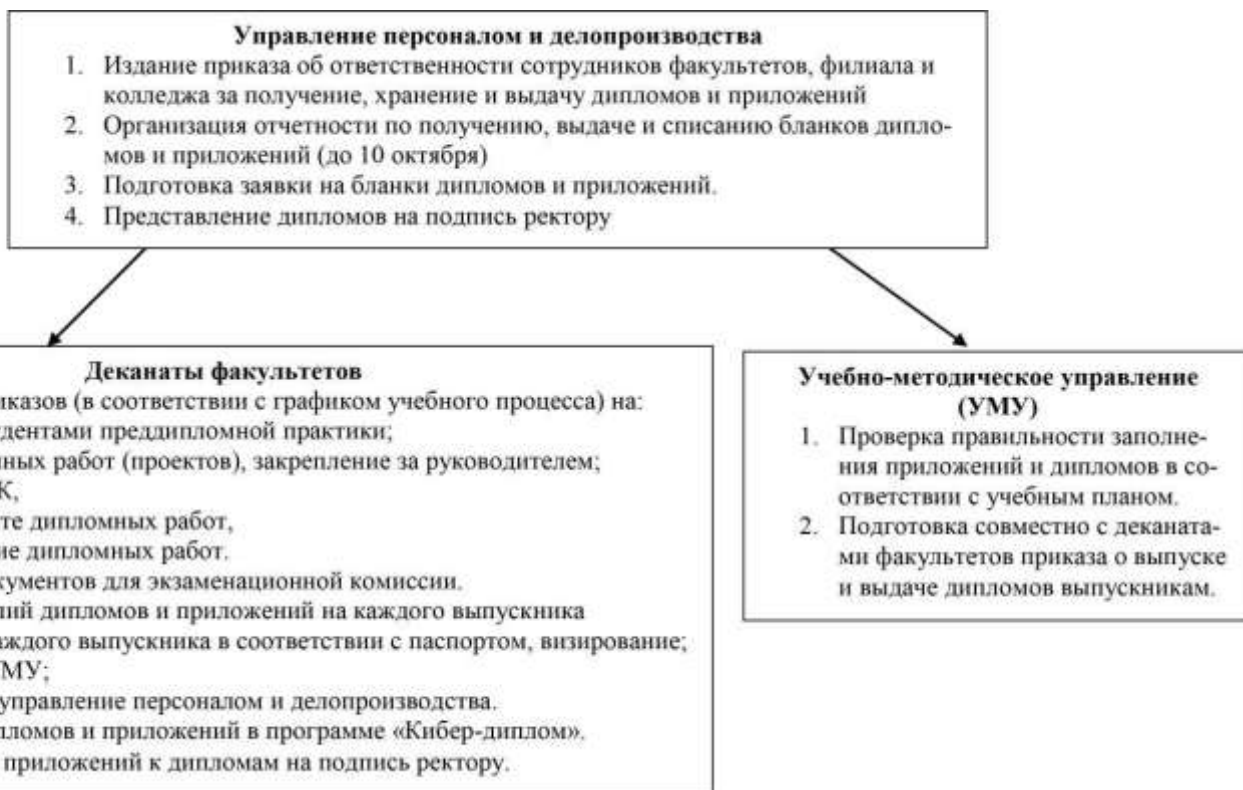 Управление персоналом и делопроизводства
1. Издание приказа об ответственности сотрудников факультетов, филиала и
колледжа за получение, хранение и выдачу дипломов и приложений
2. Организация отчетности по получению, выдаче и списанию бланков дипло-
мов и приложений (до 10 октября)
3. Подготовка заявки на бланки дипломов и приложений.
4. Представление дипломов на подпись ректору
Деканаты факультетов
иказов (в соответствии с графиком учебного процесса) на:
удентами преддипломной практики;
ных работ (проектов), закрепление за руководителем;
К,
те дипломных работ,
ие дипломных работ.
окументов для экзаменационной комиссии.
пий дипломов и приложений на каждого выпускника
аждого выпускника в соответствии с паспортом, визирование;
МУ;
управление персоналом и делопроизводства.
пломов и приложений в программе «Кибер-диплом».
приложений к дипломам на подпись ректору.
Учебно-методическое управление
(УМУ)
1. Проверка правильности заполне-
ния приложений и дипломов в со-
ответствии с учебным планом.
2. Подготовка совместно с деканата-
ми факультетов приказа о выпуске
и выдаче дипломов выпускникам.